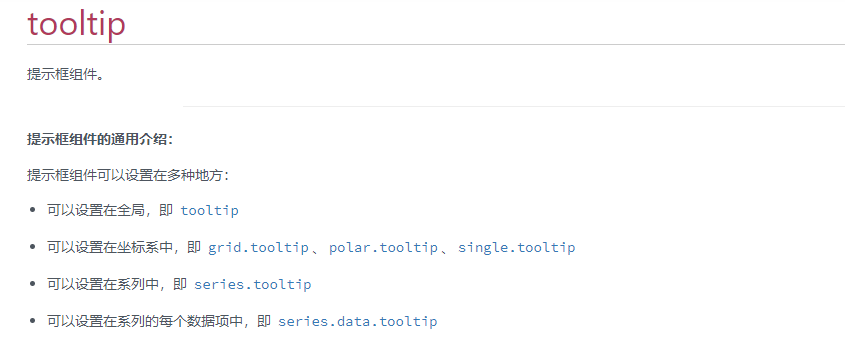 tooltip
提示框组件。
提示框组件的通用介绍：
提示框组件可以设置在多种地方：
可以设置在全局，即 tooltip
可以设置在坐标系中，即 grid.tooltip、polar.tooltip、single.tooltip
可以设置在系列中，即 series.tooltip
可以设置在系列的每个数据项中，即 series.data.tooltip